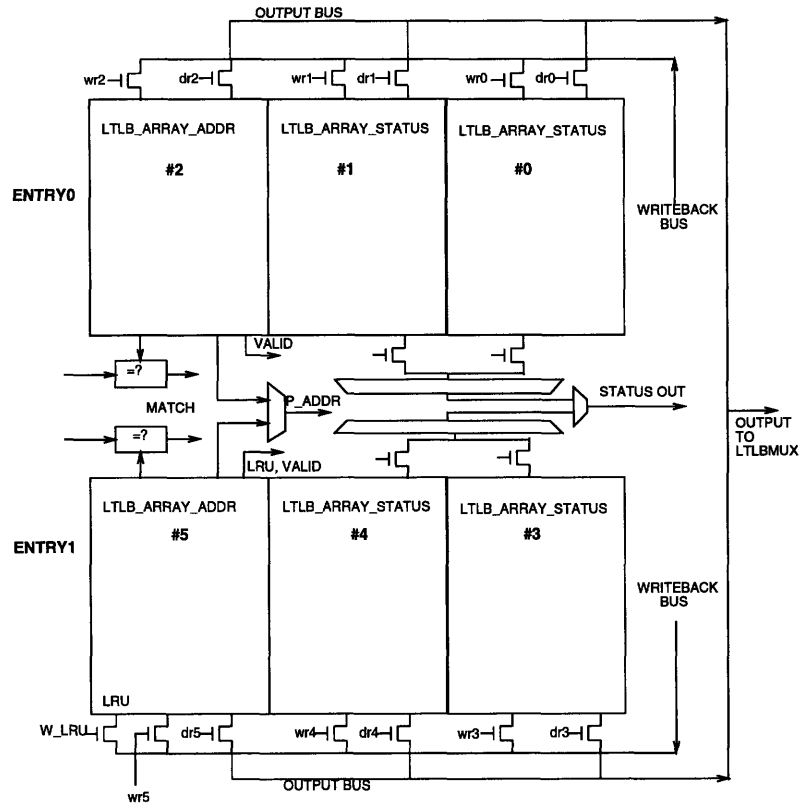 OUTPUT BUS
wr2
dr2
wr1
dr1
wr0
dr0
LTLB_ARRAY_ADDR
#2
LTLB_ARRAY_STATUS
#1
LTLB_ARRAY_STATUS
#0
ENTRY0
WRITEBACK
BUS
VALID
=?
MATCH
P_ADDR
STATUS OUT
=?
OUTPUT
TO
LTLBMUX
LRU, VALID
LTLB_ARRAY_ADDR
#5
LTLB_ARRAY_STATUS
#4
LTLB_ARRAY_STATUS
#3
ENTRY1
WRITEBACK
BUS
LRU
W_LRU
dr5
wr4
dr4
wr3
dr3
wr5
OUTPUT BUS